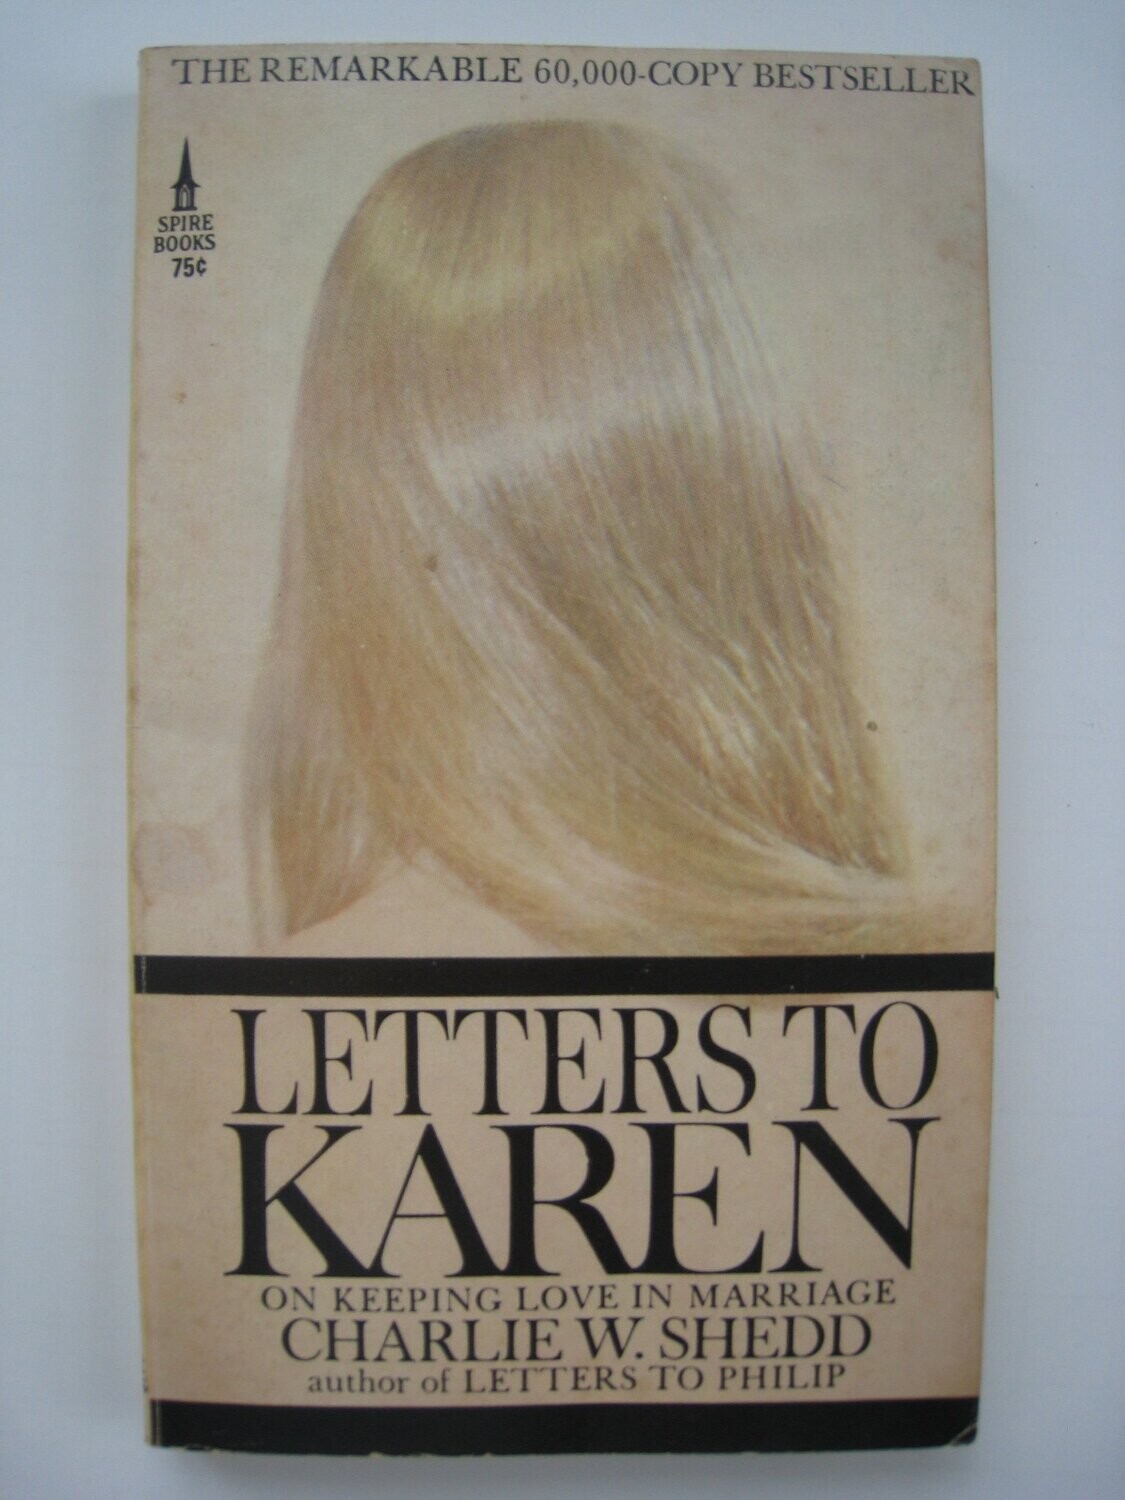 THE REMARKABLE 60,000-COPY BESTSELLER
SPIRE
BOOKS
75¢
LETTERS TO
KAREN
ON KEEPING LOVE IN MARRIAGE
CHARLIE W. SHEDD
author of LETTERS TO PHILIP